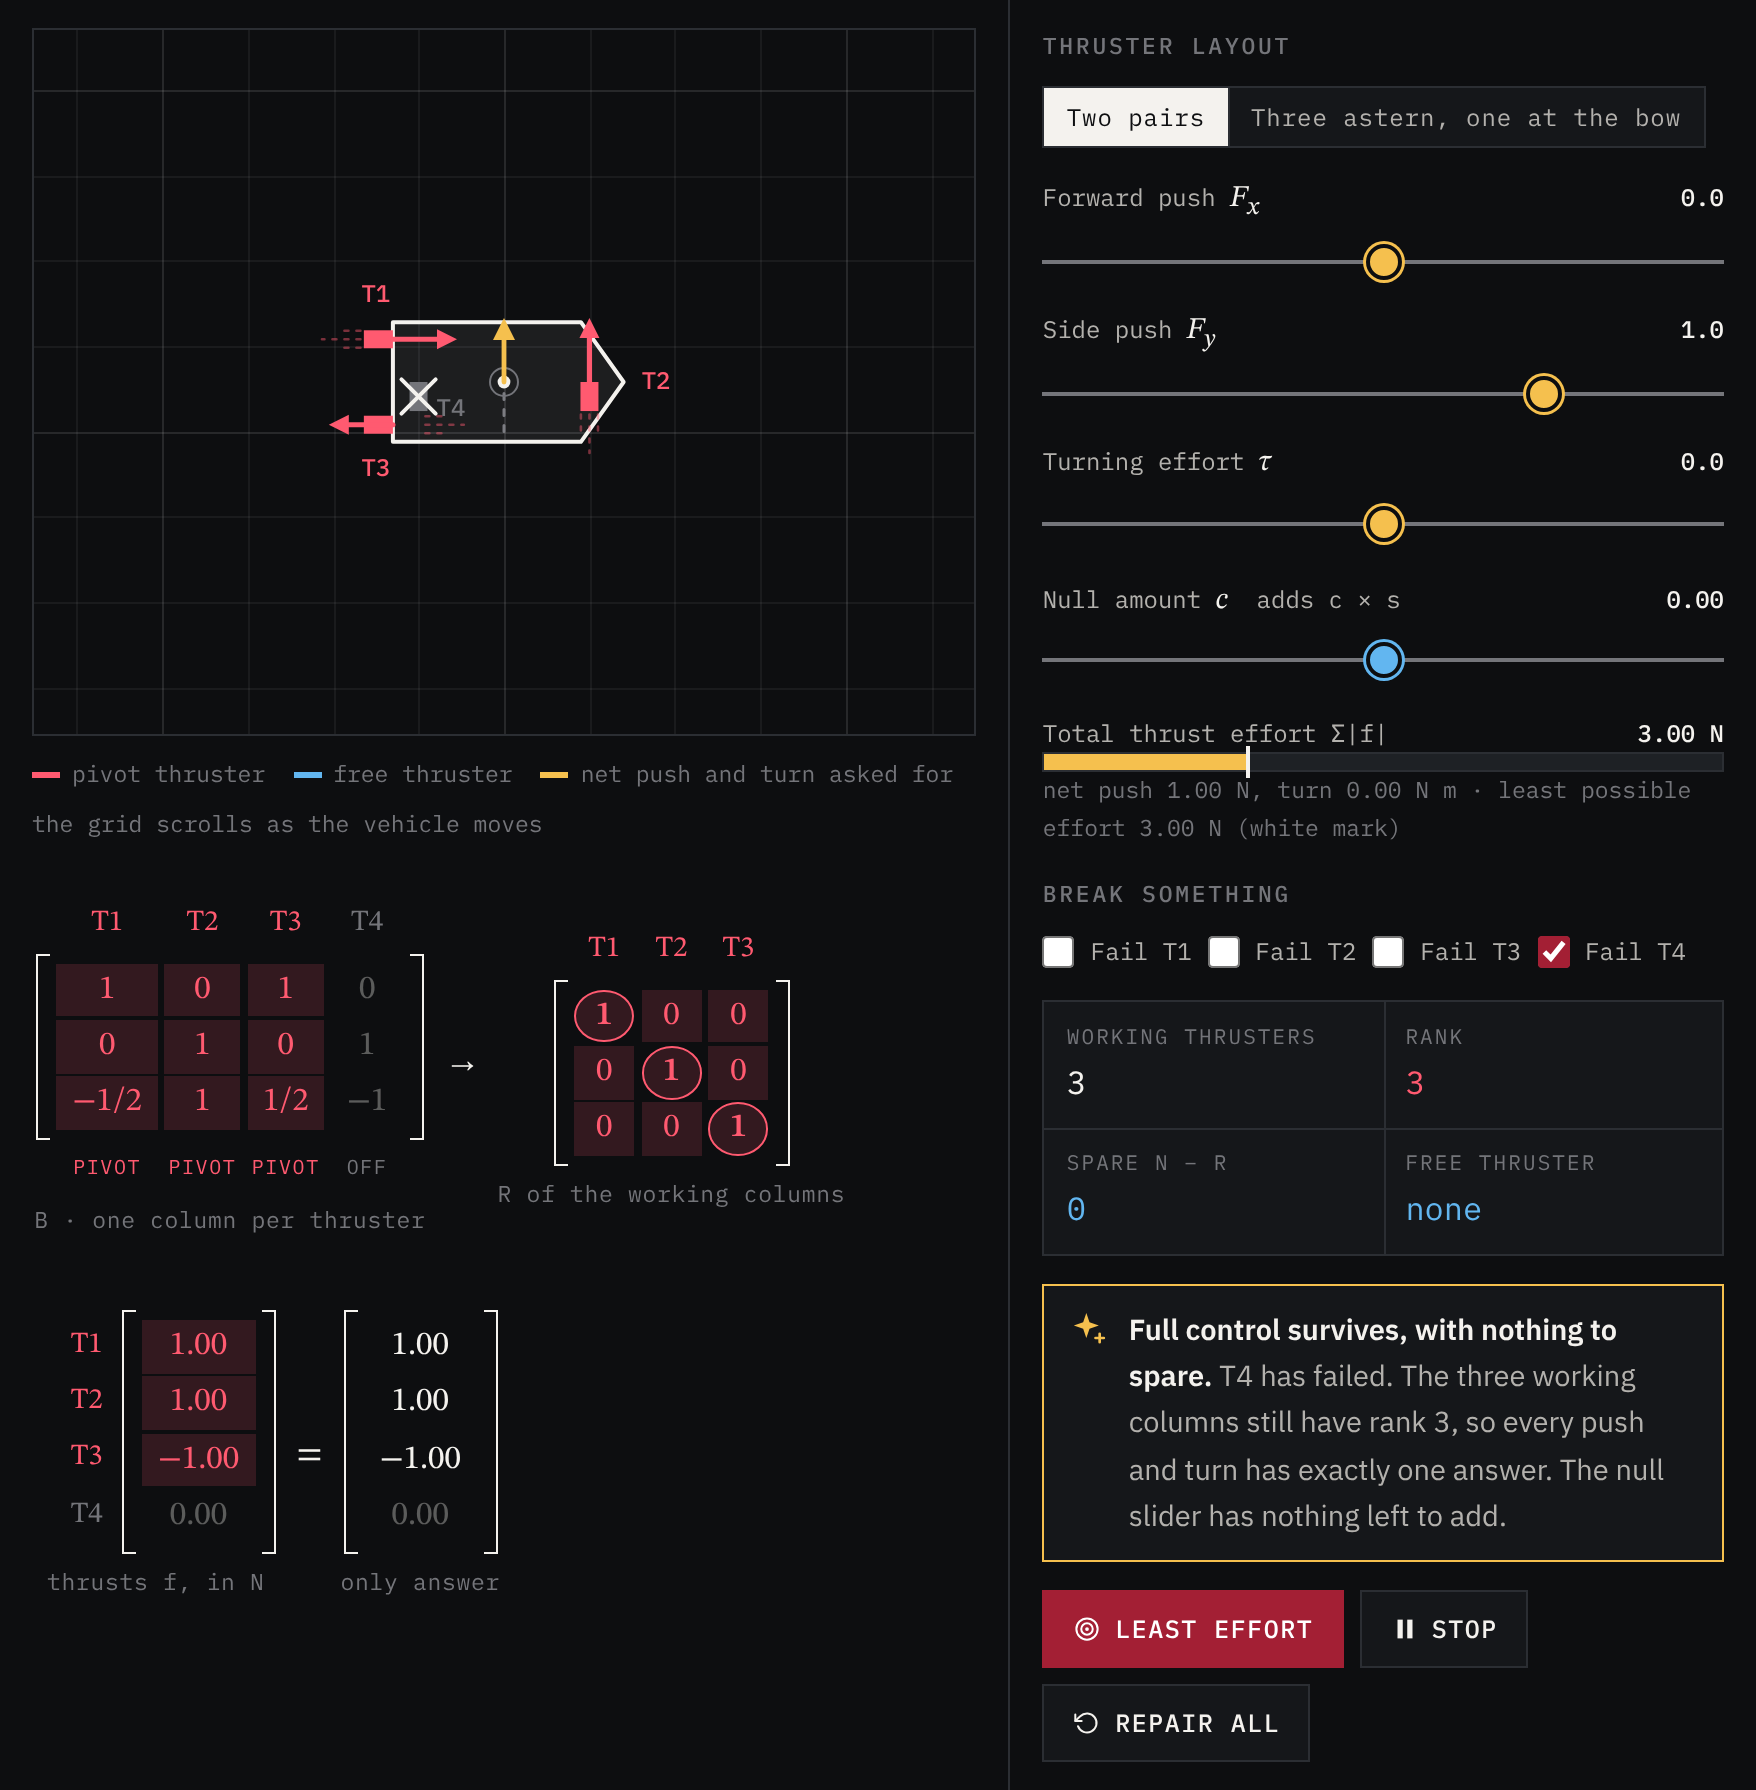 T1
T4
T2
T3
pivot thruster free thruster net push and turn asked for
the grid scrolls as the vehicle moves
T1 T2 T3 T4
1 0 1 0
0 1 0 1
−1/2 1 1/2 −1
PIVOT PIVOT PIVOT OFF
B · one column per thruster
→
T1 T2 T3
1 0 0
0 1 0
0 0 1
R of the working columns
T1 1.00 1.00
T2 1.00 1.00
T3 −1.00 = −1.00
T4 0.00 0.00
thrusts f, in N only answer
THRUSTER LAYOUT
Two pairs Three astern, one at the bow
Forward push Fx 0.0
Side push Fy 1.0
Turning effort τ 0.0
Null amount c adds c × s 0.00
Total thrust effort Σ|f| 3.00 N
net push 1.00 N, turn 0.00 N m · least possible
effort 3.00 N (white mark)
BREAK SOMETHING
Fail T1 Fail T2 Fail T3 Fail T4
WORKING THRUSTERS RANK
3 3
SPARE N − R FREE THRUSTER
0 none
Full control survives, with nothing to
spare. T4 has failed. The three working
columns still have rank 3, so every push
and turn has exactly one answer. The null
slider has nothing left to add.
LEAST EFFORT STOP
REPAIR ALL